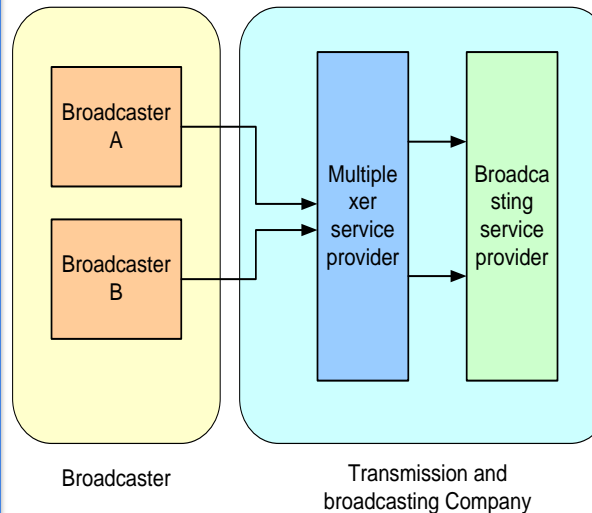 Broadcaster
A
Broadcaster
B
Multiple
xer
service
provider
Broadca
sting
service
provider
Broadcaster
Transmission and
broadcasting Company